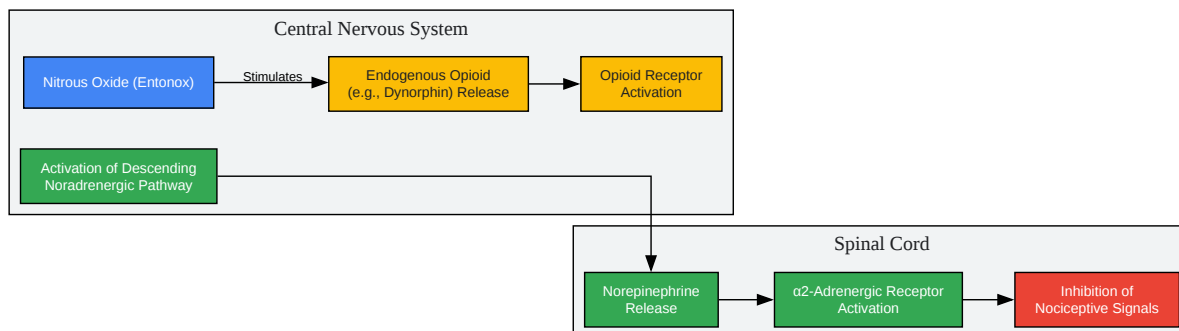 Central Nervous System
Nitrous Oxide (Entonox)
Stimulates
Endogenous Opioid
(e.g., Dynorphin) Release
Opioid Receptor
Activation
Activation of Descending
Noradrenergic Pathway
Spinal Cord
Norepinephrine
Release
α2-Adrenergic Receptor
Activation
Inhibition of
Nociceptive Signals